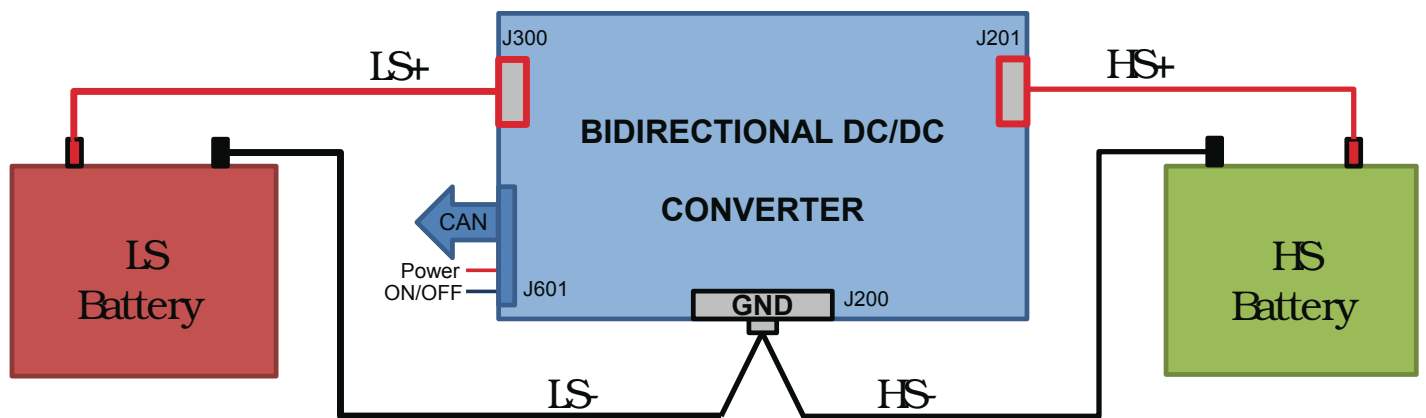 J300
J201
LS+
HS+
BIDIRECTIONAL DC/DC
CONVERTER
CAN
Power
ON/OFF
J601
GND
J200
LS
Battery
HS
Battery
LS-
HS-